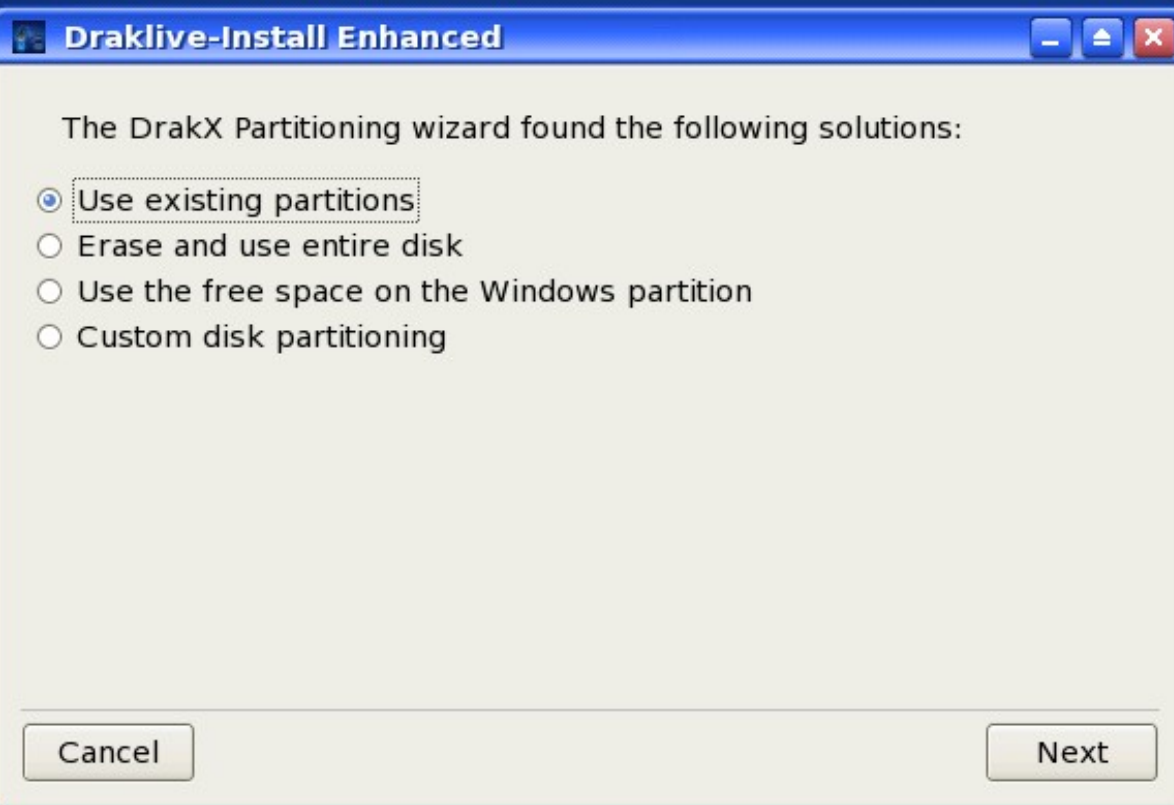 Draklive-Install Enhanced
The DrakX Partitioning wizard found the following solutions:
Use existing partitions
Erase and use entire disk
Use the free space on the Windows partition
Custom disk partitioning
Cancel
Next